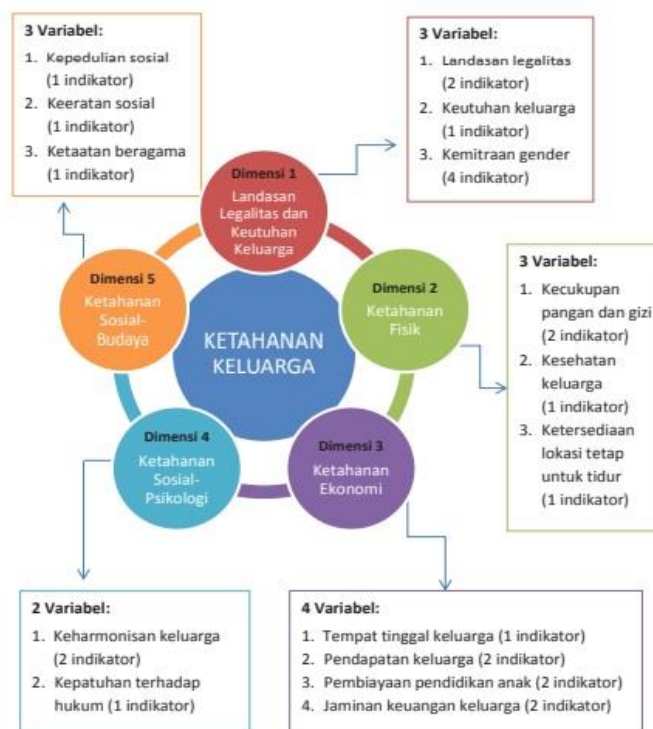 3 Variabel:
1. Kepedulian sosial
(1 indikator)
2. Keeratan sosial
(1 indikator)
3. Ketaatan beragama
(1 indikator)
3 Variabel:
1. Landasan legalitas
(2 indikator)
2. Keutuhan keluarga
(1 indikator)
3. Kemitraan gender
(4 indikator)
Dimensi 1
Landasan
Legalitas dan
Keutuhan
Keluarga
Dimensi 5
Ketahanan
Sosial-
Budaya
KETAHANAN
KELUARGA
Dimensi 2
Ketahanan
Fisik
3 Variabel:
1. Kecukupan
pangan dan gizi
(2 indikator)
2. Kesehatan
keluarga
(1 indikator)
3. Ketersediaan
lokasi tetap
untuk tidur
(1 indikator)
Dimensi 4
Ketahanan
Sosial-
Psikologi
Dimensi 3
Ketahanan
Ekonomi
2 Variabel:
1. Keharmonisan keluarga
(2 indikator)
2. Kepatuhan terhadap
hukum (1 indikator)
4 Variabel:
1. Tempat tinggal keluarga (1 indikator)
2. Pendapatan keluarga (2 indikator)
3. Pembiayaan pendidikan anak (2 indikator)
4. Jaminan keuangan keluarga (2 indikator)